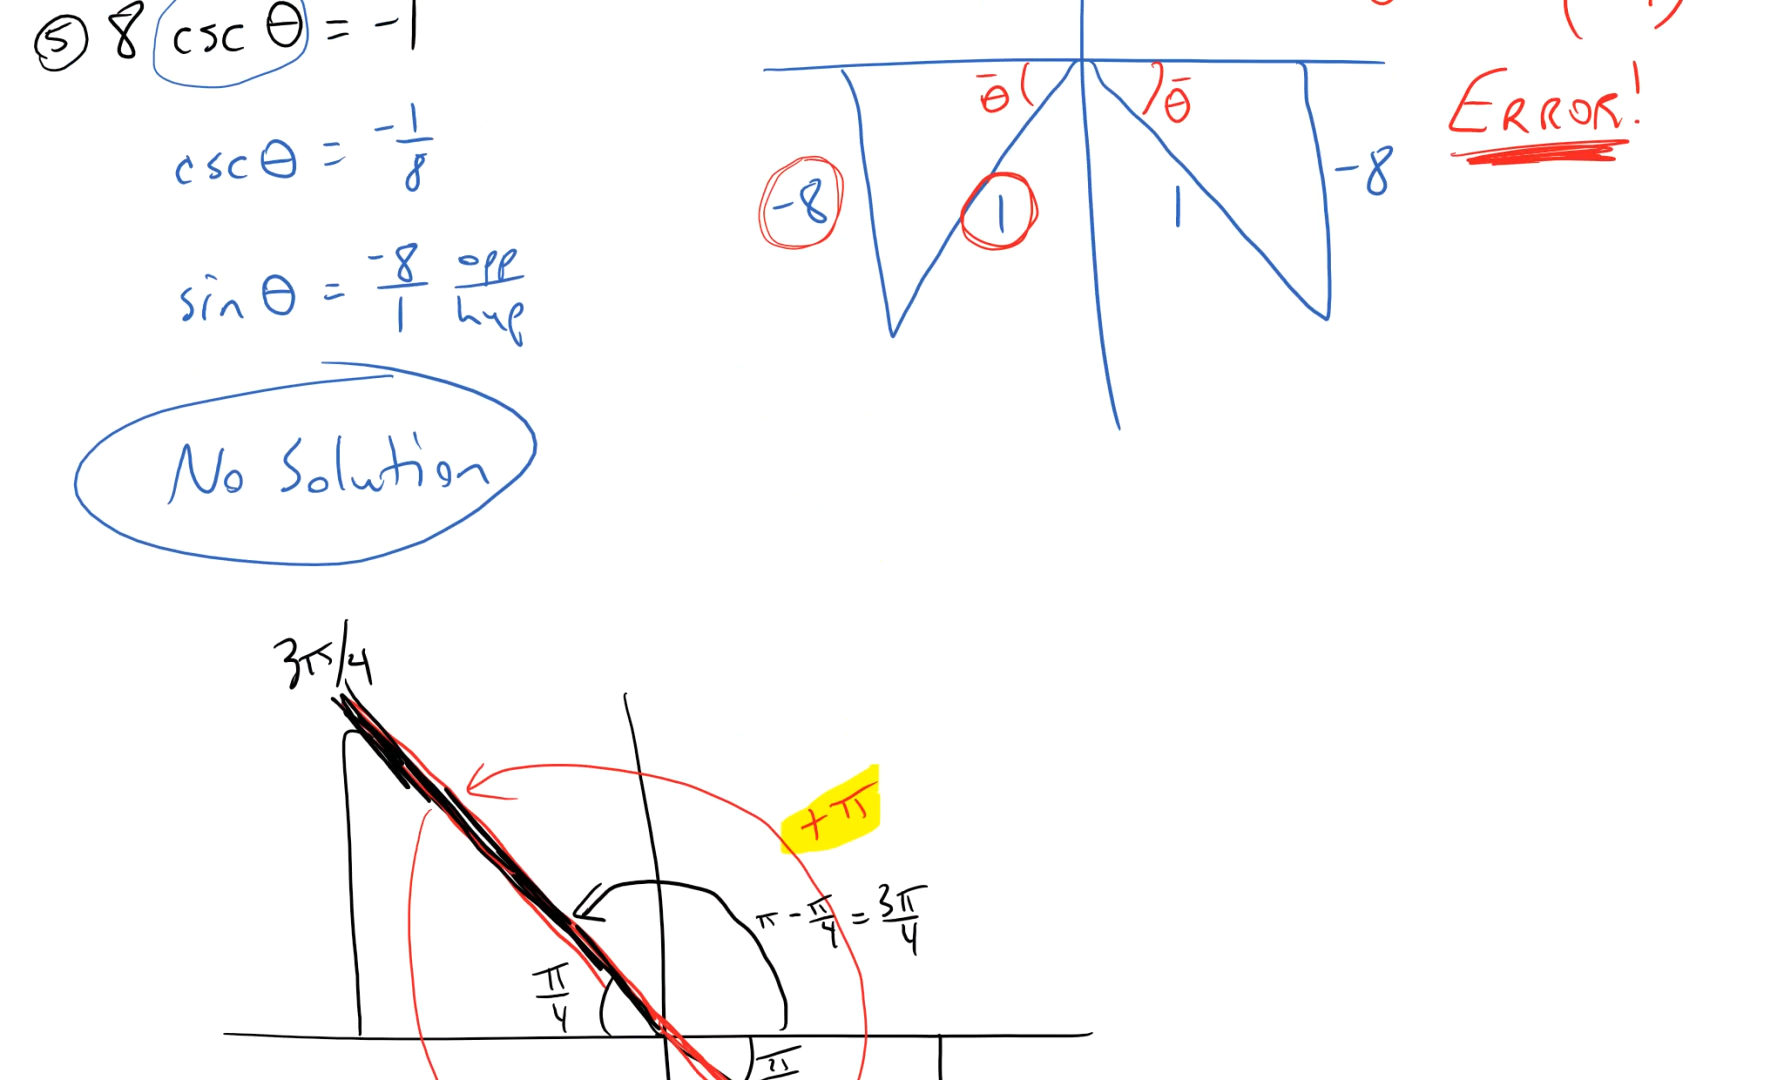 ⑤ 8 csc θ = -1
csc θ = -1/8
sin θ = -8/1 opp/hyp
No Solution
θ̄ θ̄
-8 1 1 -8
ERROR!
3π/4
+π
π - π/4 = 3π/4
π/4
π